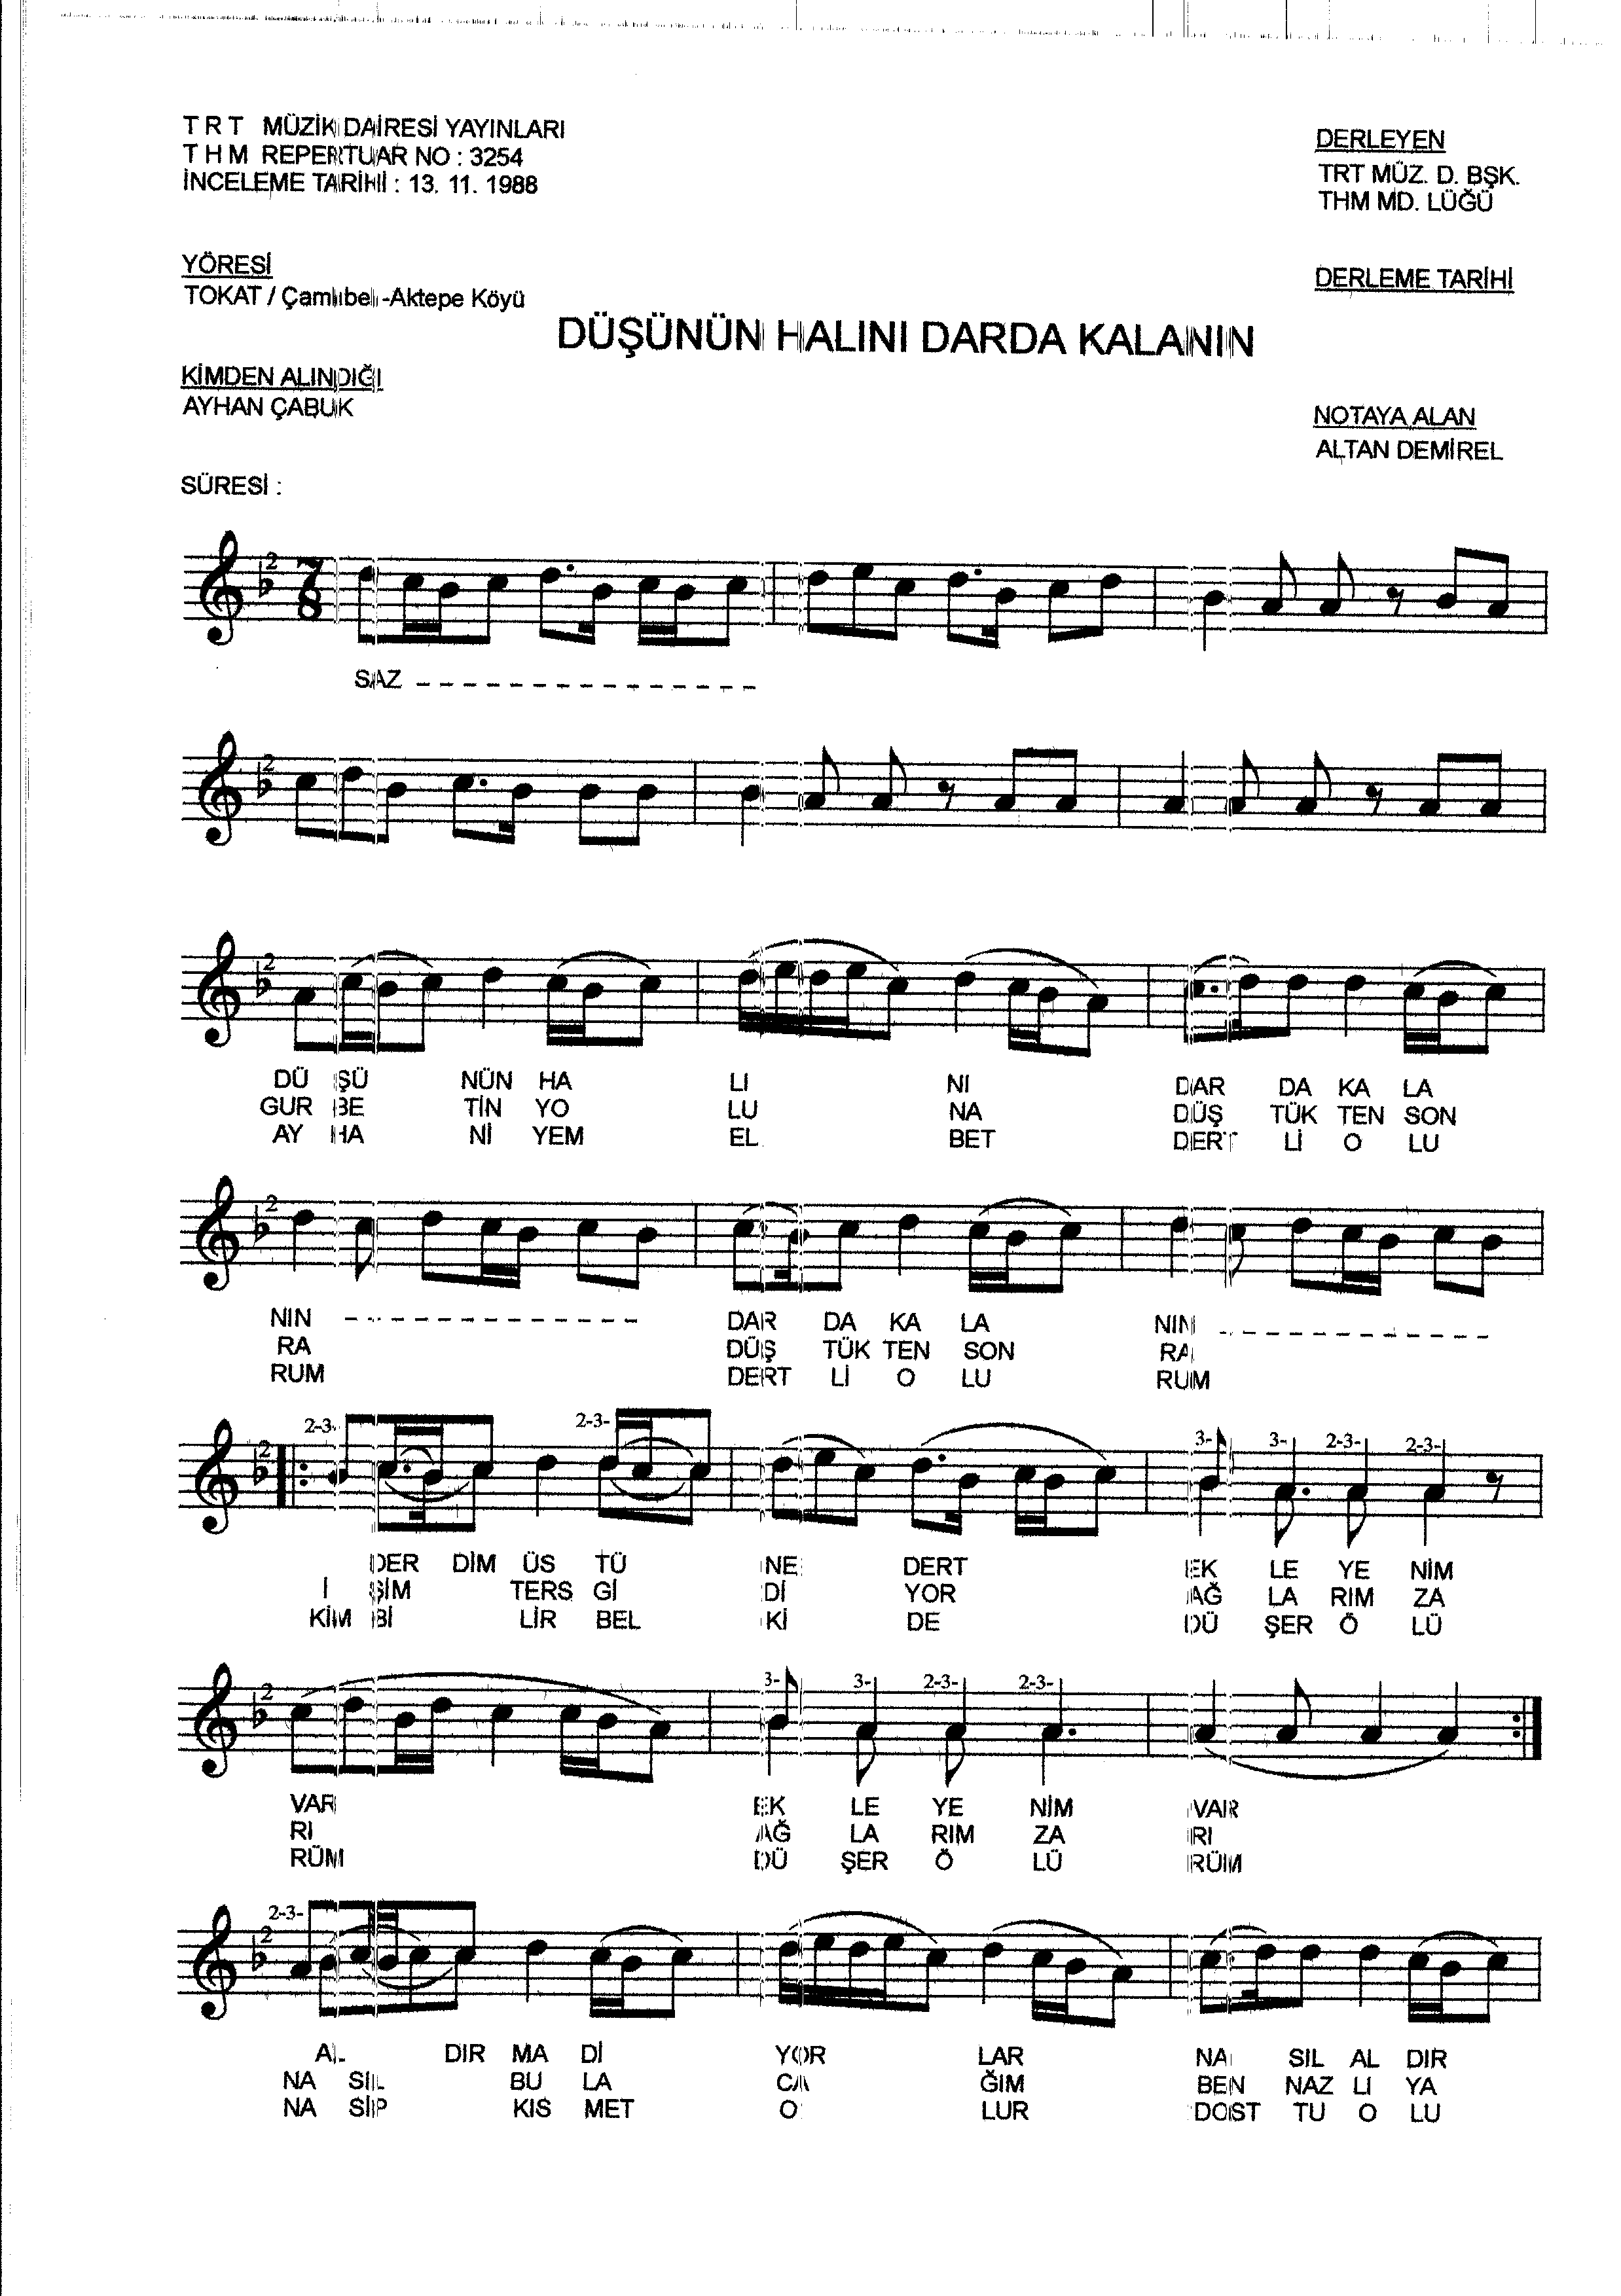 TRT MÜZİK DAİRESİ YAYINLARI
THM REPERTUAR NO : 3254
İNCELEME TARİHİ : 13. 11. 1988
DERLEYEN
TRT MÜZ. D. BŞK.
THM MD. LÜĞÜ
YÖRESİ
TOKAT / Çamlıbel -Aktepe Köyü
DERLEME TARİHİ
DÜŞÜNÜN HALINI DARDA KALANIN
KİMDEN ALINDIĞI
AYHAN ÇABUK
NOTAYA ALAN
ALTAN DEMİREL
SÜRESİ :
2 7 8
SAZ - - - - - - - - - - - - - - - -
2
2
DÜ ŞÜ NÜN HA LI NI DAR DA KA LA
GUR BE TİN YO LU NA DÜŞ TÜK TEN SON
AY HA Nİ YEM EL BET DERT Lİ O LU
2
NIN - - - - - - - - - - - - - DAR DA KA LA NIN - - - - - - - - - - - -
RA DÜŞ TÜK TEN SON RA
RUM DERT Lİ O LU RUM
2 2-3- 2-3- 3- 3- 2-3- 2-3-
DER DİM ÜS TÜ NE DERT EK LE YE NİM
İ ŞİM TERS Gİ Dİ YOR AĞ LA RIM ZA
KİM Bİ LİR BEL Kİ DE DÜ ŞER Ö LÜ
2 3- 3- 2-3- 2-3-
VAR EK LE YE NİM VAR
RI AĞ LA RIM ZA RI
RÜM DÜ ŞER Ö LÜ RÜM
2-3-
2
AL DIR MA Dİ YOR LAR NA SIL AL DIR
NA SIL BU LA CA ĞIM BEN NAZ LI YA
NA SİP KIS MET O LUR DOST TU O LU